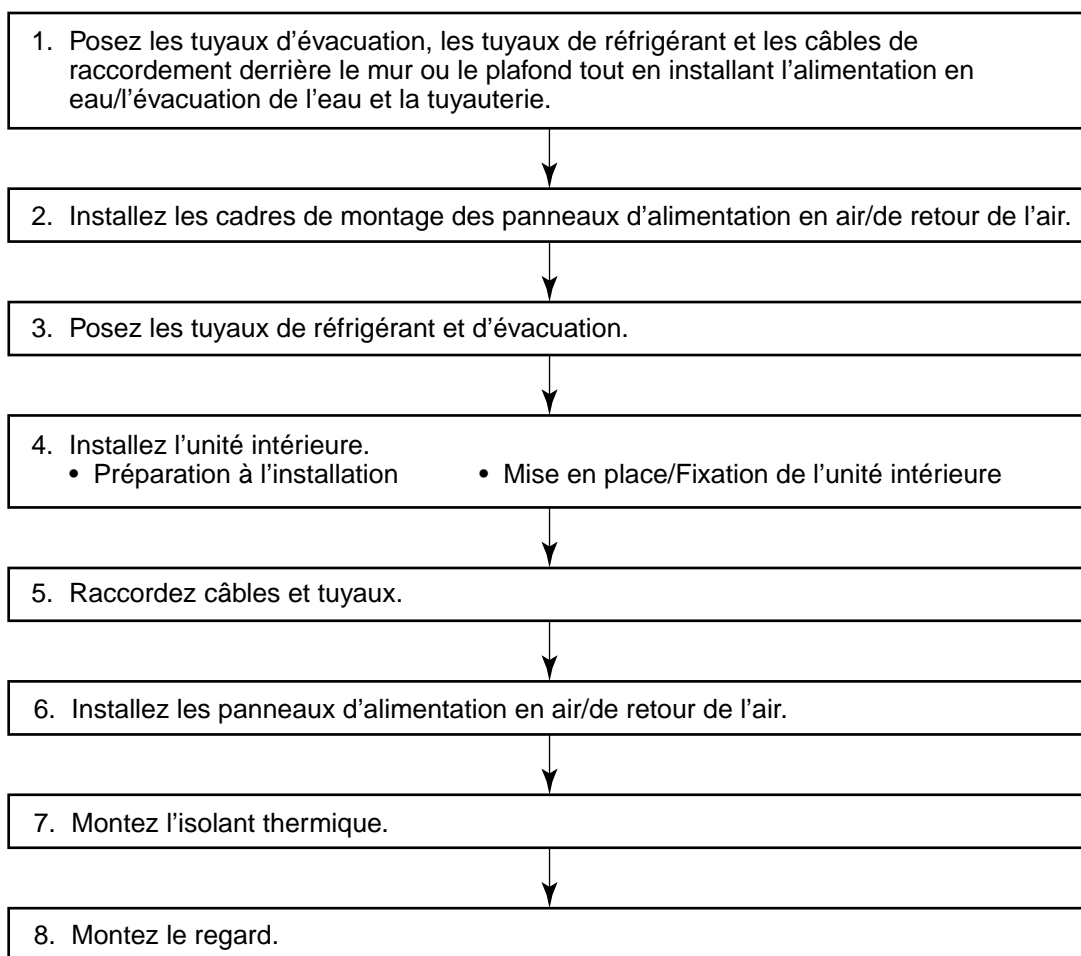 1. Posez les tuyaux d’évacuation, les tuyaux de réfrigérant et les câbles de
raccordement derrière le mur ou le plafond tout en installant l’alimentation en
eau/l’évacuation de l’eau et la tuyauterie.
2. Installez les cadres de montage des panneaux d’alimentation en air/de retour de l’air.
3. Posez les tuyaux de réfrigérant et d’évacuation.
4. Installez l’unité intérieure.
• Préparation à l’installation • Mise en place/Fixation de l’unité intérieure
5. Raccordez câbles et tuyaux.
6. Installez les panneaux d’alimentation en air/de retour de l’air.
7. Montez l’isolant thermique.
8. Montez le regard.